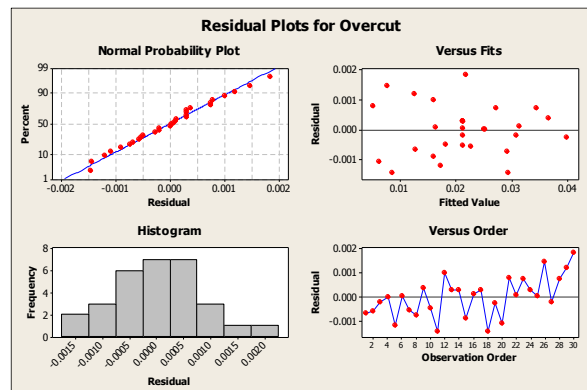 Residual Plots for Overcut
Normal Probability Plot
99
90
50
10
1
Percent
-0.002 -0.001 0.000 0.001 0.002
Residual
Versus Fits
0.002
0.001
0.000
-0.001
Residual
0.01 0.02 0.03 0.04
Fitted Value
Histogram
8
6
4
2
0
Frequency
-0.0015 -0.0010 -0.0005 0.0000 0.0005 0.0010 0.0015 0.0020
Residual
Versus Order
0.002
0.001
0.000
-0.001
Residual
2 4 6 8 10 12 14 16 18 20 22 24 26 28 30
Observation Order